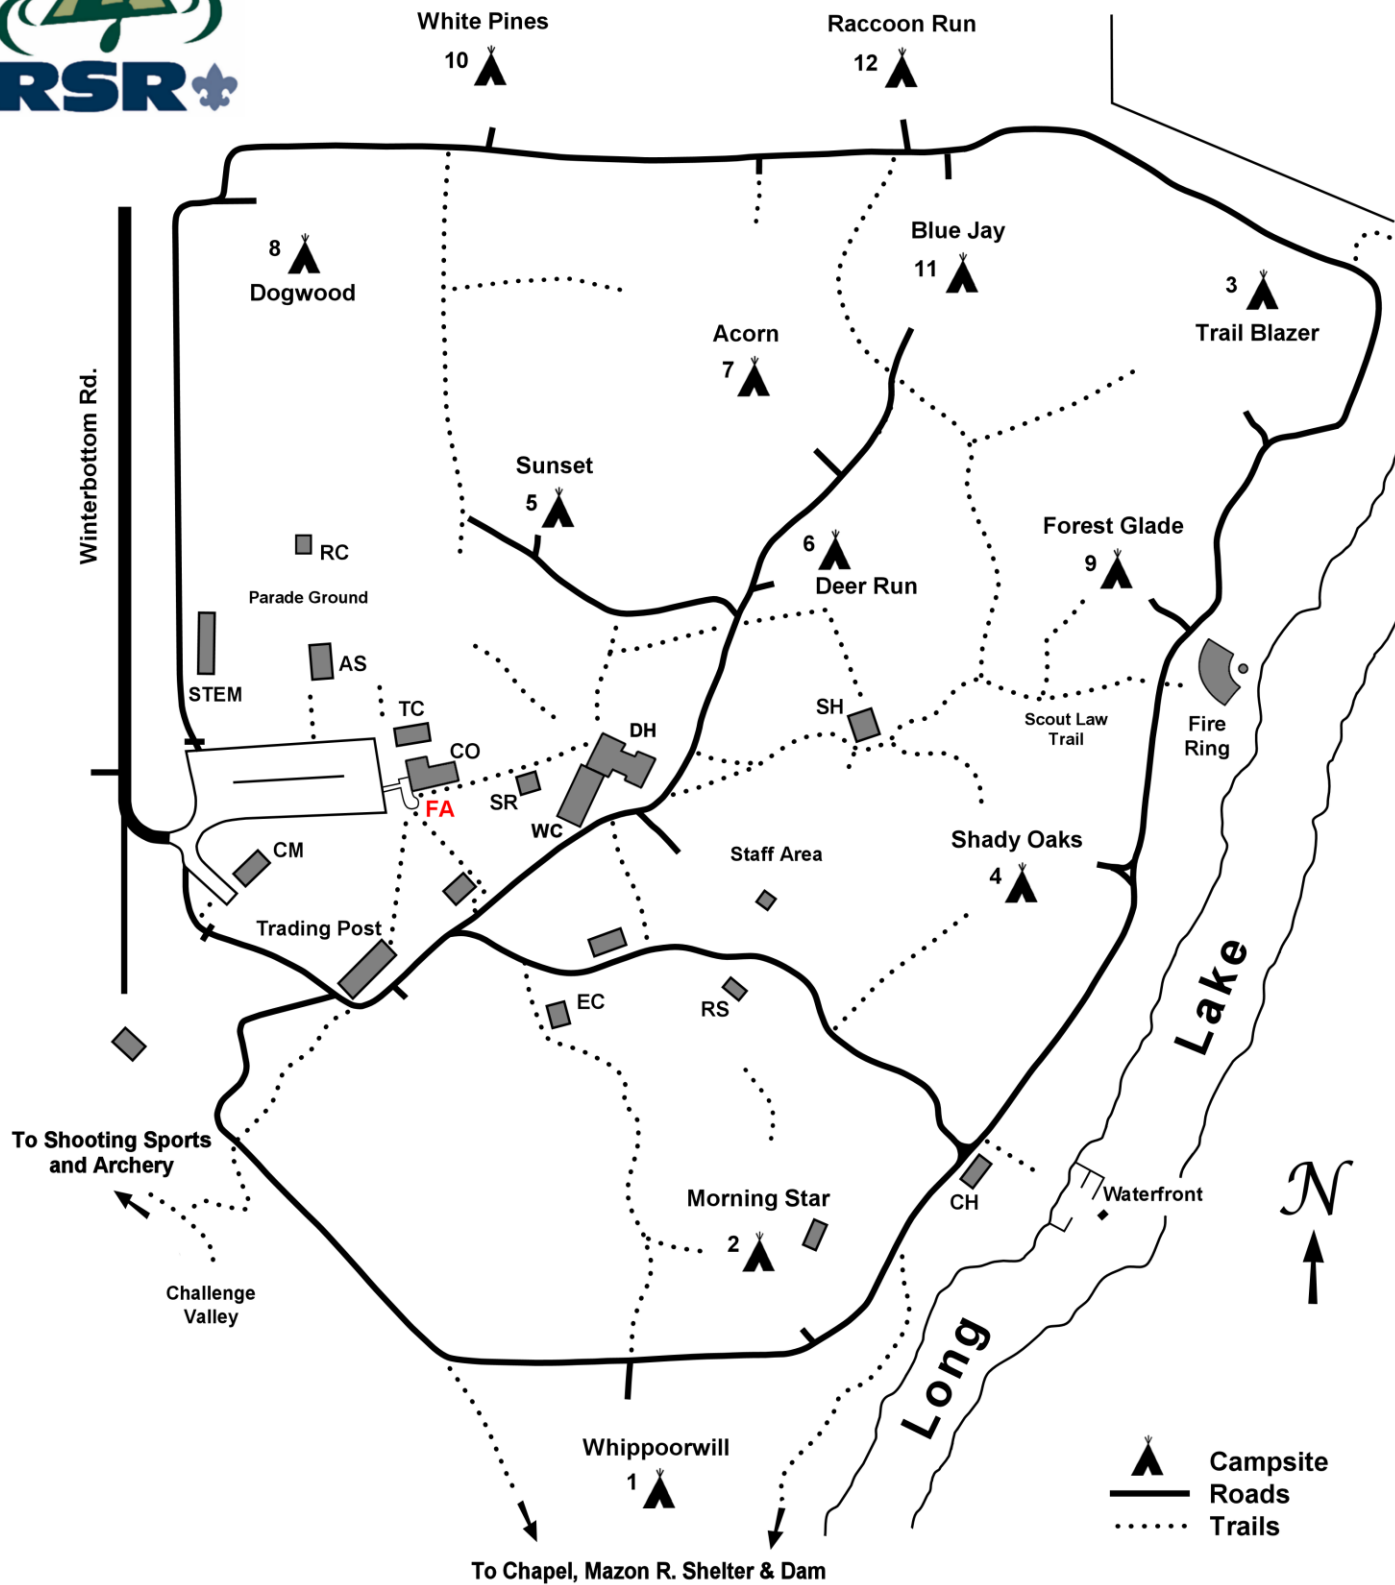 RSR
White Pines
10
Raccoon Run
12
Blue Jay
11
8
Dogwood
3
Trail Blazer
Acorn
7
Winterbottom Rd.
Sunset
5
Forest Glade
9
6
Deer Run
RC
Parade Ground
AS
STEM
TC
CO
DH
SH
Scout Law
Trail
Fire
Ring
SR
FA
WC
CM
Staff Area
Shady Oaks
4
Trading Post
EC
RS
Lake
To Shooting Sports
and Archery
Morning Star
2
CH
Waterfront
N
Challenge
Valley
Long
Whippoorwill
1
Campsite
Roads
Trails
To Chapel, Mazon R. Shelter & Dam